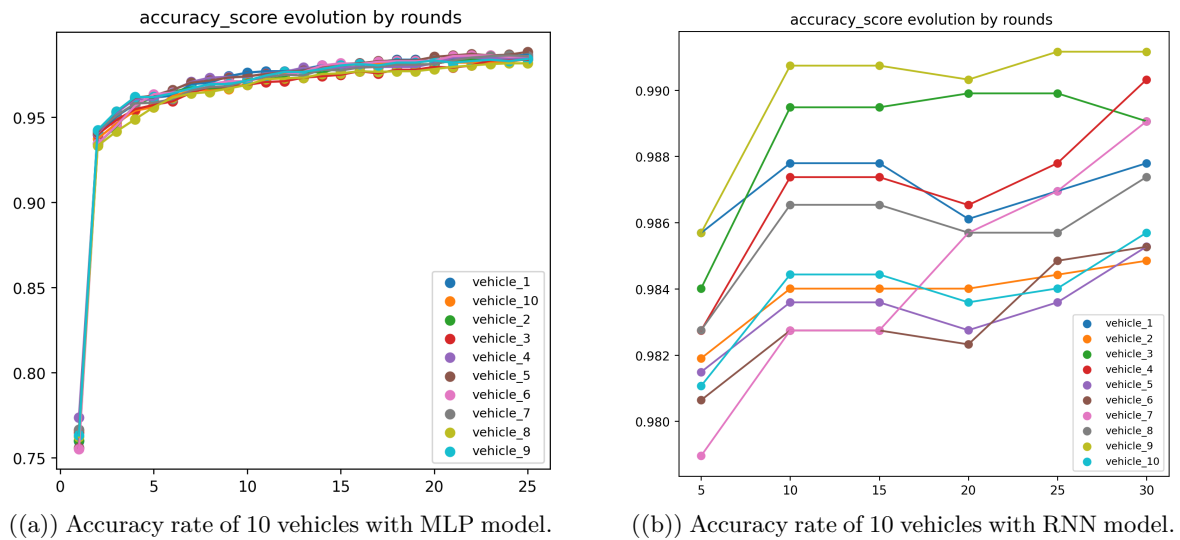 accuracy_score evolution by rounds
0.95
0.90
0.85
0.80
0.75
0
5
10
15
20
25
vehicle_1
vehicle_10
vehicle_2
vehicle_3
vehicle_4
vehicle_5
vehicle_6
vehicle_7
vehicle_8
vehicle_9
((a)) Accuracy rate of 10 vehicles with MLP model.
accuracy_score evolution by rounds
0.990
0.988
0.986
0.984
0.982
0.980
5
10
15
20
25
30
vehicle_1
vehicle_2
vehicle_3
vehicle_4
vehicle_5
vehicle_6
vehicle_7
vehicle_8
vehicle_9
vehicle_10
((b)) Accuracy rate of 10 vehicles with RNN model.